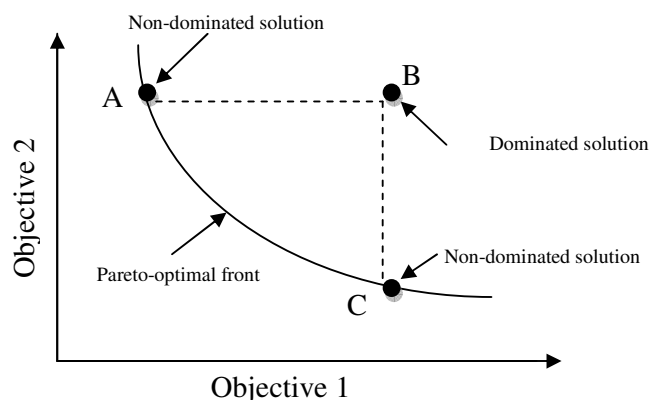 Non-dominated solution
B
A
Dominated solution
Objective 2
Non-dominated solution
Pareto-optimal front
C
Objective 1